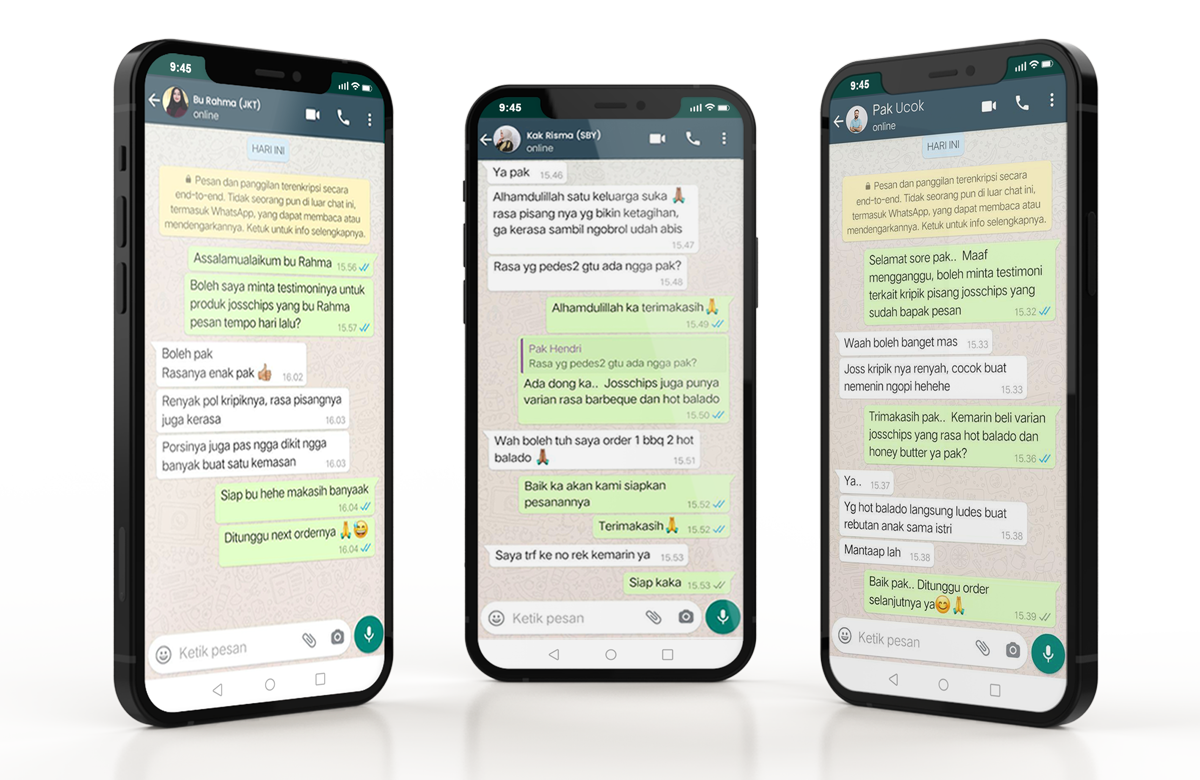 9:45
Bu Rahma (JKT)
online
HARI INI
Pesan dan panggilan terenkripsi secara
end-to-end. Tidak seorang pun di luar chat ini,
termasuk WhatsApp, yang dapat membaca atau
mendengarkannya. Ketuk untuk info selengkapnya.
Assalamualaikum bu Rahma 15.56
Boleh saya minta testimoninya untuk
produk josschips yang bu Rahma
pesan tempo hari lalu?
15.57
Boleh pak
Rasanya enak pak 👍🏽 16.02
Renyak pol kripiknya, rasa pisangnya
juga kerasa
16.03
Porsinya juga pas ngga dikit ngga
banyak buat satu kemasan
16.03
Siap bu hehe makasih banyaak
16.04
Ditunggu next ordernya 🙏😅
16.04
Ketik pesan
9:45
Kak Risma (SBY)
online
Ya pak 15.46
Alhamdulillah satu keluarga suka 🙏🏽
rasa pisang nya yg bikin ketagihan,
ga kerasa sambil ngobrol udah abis
15.47
Rasa yg pedes2 gtu ada ngga pak?
15.48
Alhamdulillah ka terimakasih🙏
15.49
Pak Hendri
Rasa yg pedes2 gtu ada ngga pak?
Ada dong ka.. Josschips juga punya
varian rasa barbeque dan hot balado
15.50
Wah boleh tuh saya order 1 bbq 2 hot
balado 🙏🏽
15.51
Baik ka akan kami siapkan
pesanannya
15.52
Terimakasih🙏 15.52
Saya trf ke no rek kemarin ya 15.53
Siap kaka 15.53
Ketik pesan
9:45
Pak Ucok
online
HARI INI
Pesan dan panggilan terenkripsi secara
end-to-end. Tidak seorang pun di luar chat ini,
termasuk WhatsApp, yang dapat membaca atau
mendengarkannya. Ketuk untuk info selengkapnya.
Selamat sore pak.. Maaf
mengganggu, boleh minta testimoni
terkait kripik pisang josschips yang
sudah bapak pesan
15.32
Waah boleh banget mas 15.33
Joss kripik nya renyah, cocok buat
nemenin ngopi hehehe
15.33
Trimakasih pak.. Kemarin beli varian
josschips yang rasa hot balado dan
honey butter ya pak?
15.36
Ya.. 15.37
Yg hot balado langsung ludes buat
rebutan anak sama istri
15.38
Mantaap lah 15.38
Baik pak.. Ditunggu order
selanjutnya ya😊🙏
15.39
Ketik pesan